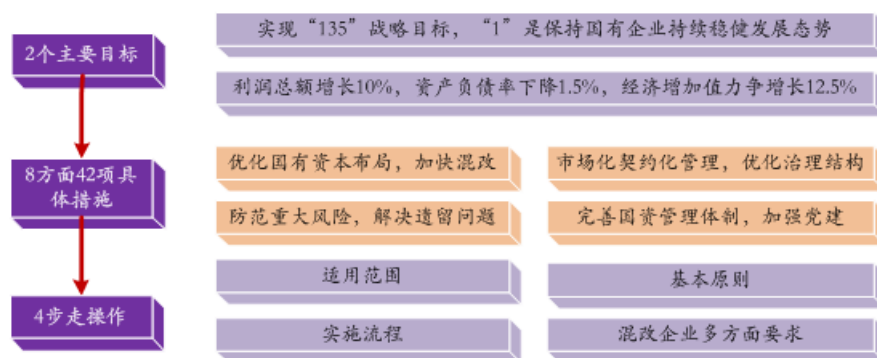 2个主要目标
实现“135”战略目标，“1”是保持国有企业持续稳健发展态势
利润总额增长10%，资产负债率下降1.5%，经济增加值力争增长12.5%
8方面42项具
体措施
优化国有资本布局，加快混改
市场化契约化管理，优化治理结构
防范重大风险，解决遗留问题
完善国资管理体制，加强党建
4步走操作
适用范围
基本原则
实施流程
混改企业多方面要求